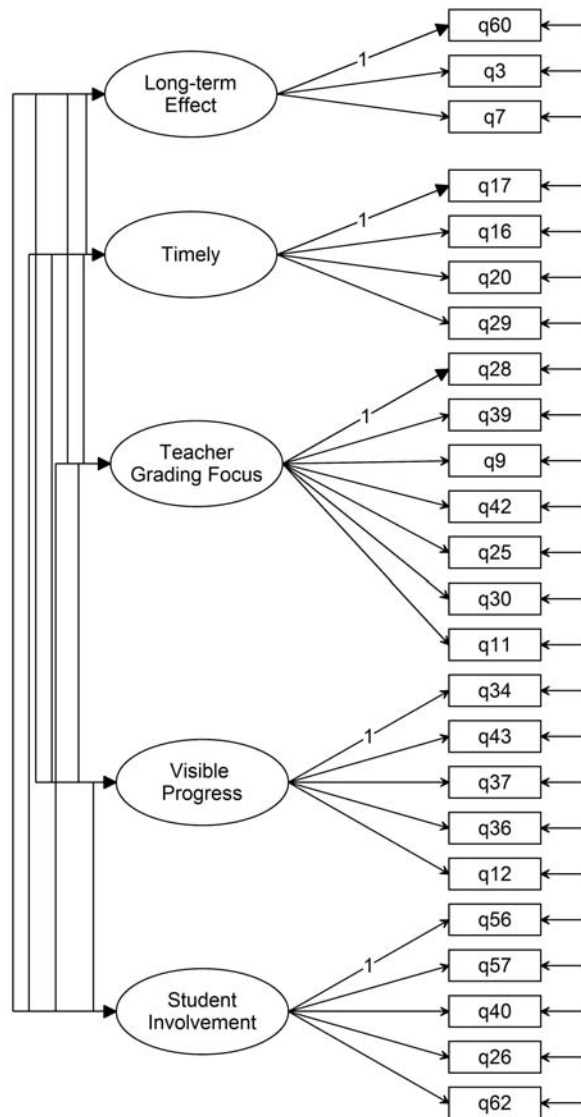 q60
1
Long-term
Effect
q3
q7
q17
1
q16
Timely
q20
q29
q28
1
q39
Teacher
Grading Focus
q9
q42
q25
q30
q11
q34
1
q43
Visible
Progress
q37
q36
q12
q56
1
q57
Student
Involvement
q40
q26
q62